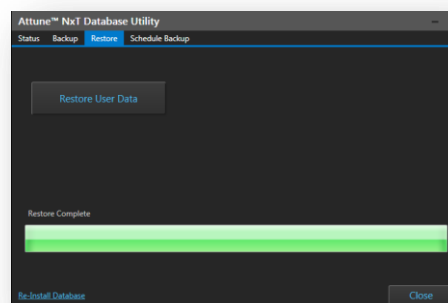 Attune™ NxT Database Utility
Status Backup Restore Schedule Backup
Restore User Data
Restore Complete
Re-Install Database
Close